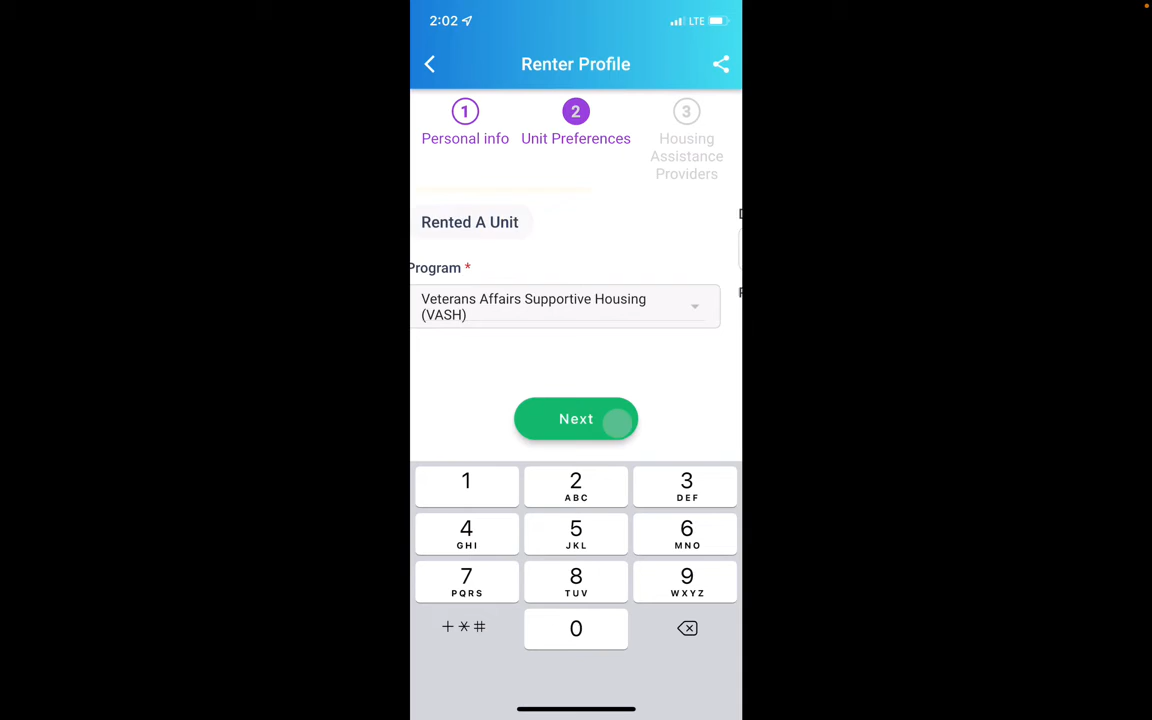 2:02
LTE
Renter Profile
1
2
3
Personal info
Unit Preferences
Housing
Assistance
Providers
Rented A Unit
Program *
Veterans Affairs Supportive Housing
(VASH)
Next
1
2
ABC
3
DEF
4
GHI
5
JKL
6
MNO
7
PQRS
8
TUV
9
WXYZ
+*#
0